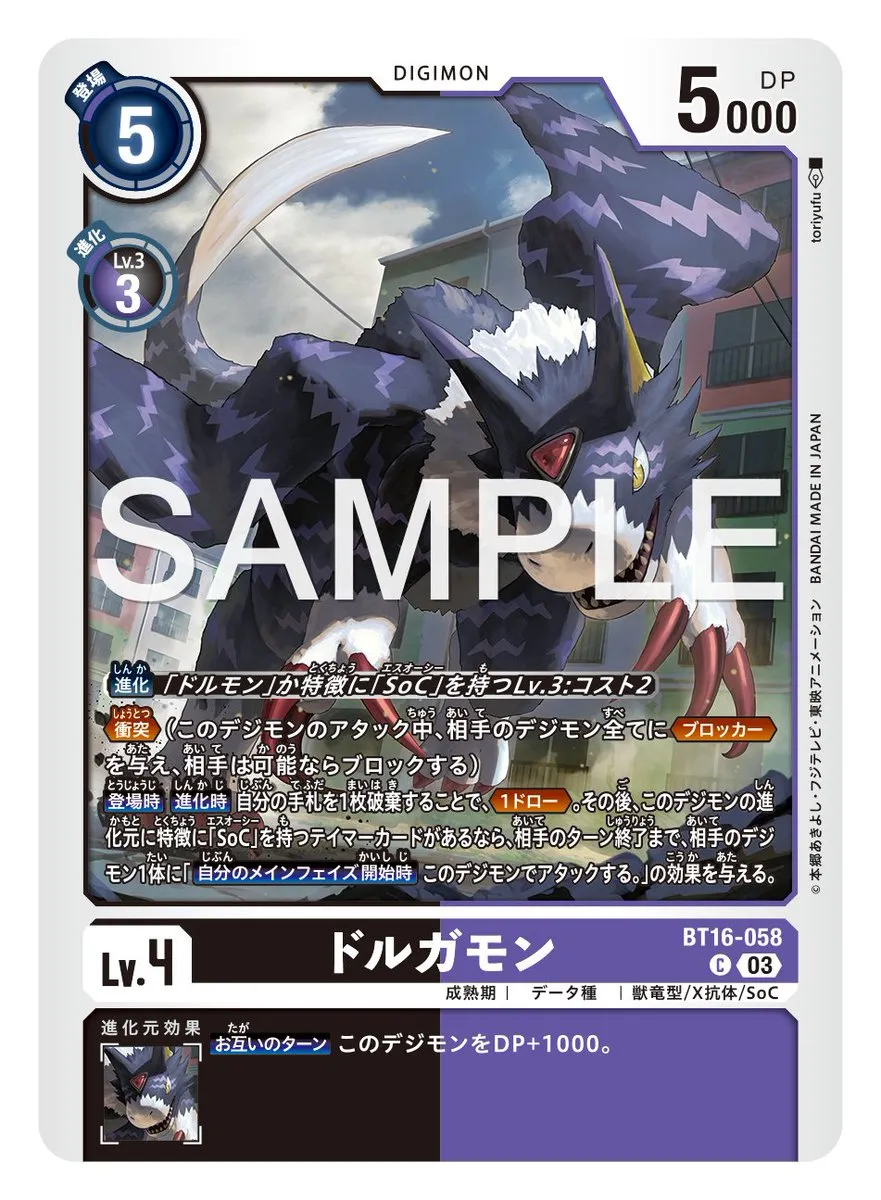 DIGIMON
登場
5
DP
5000
進化
Lv.3
3
toriyufu
SAMPLE
進化 「ドルモン」か特徴に「SoC」を持つLv.3:コスト2
衝突 (このデジモンのアタック中、相手のデジモン全てに ブロッカー
を与え、相手は可能ならブロックする)
登場時 進化時 自分の手札を1枚破棄することで、 1ドロー 。その後、このデジモンの進
化元に特徴に「SoC」を持つテイマーカードがあるなら、相手のターン終了まで、相手のデジ
モン1体に「 自分のメインフェイズ開始時 このデジモンでアタックする。」の効果を与える。
©本郷あきよし・フジテレビ・東映アニメーション BANDAI MADE IN JAPAN
Lv.4
ドルガモン
BT16-058
C 03
成熟期 | データ種 | 獣竜型/X抗体/SoC
進化元効果
お互いのターン このデジモンをDP+1000。